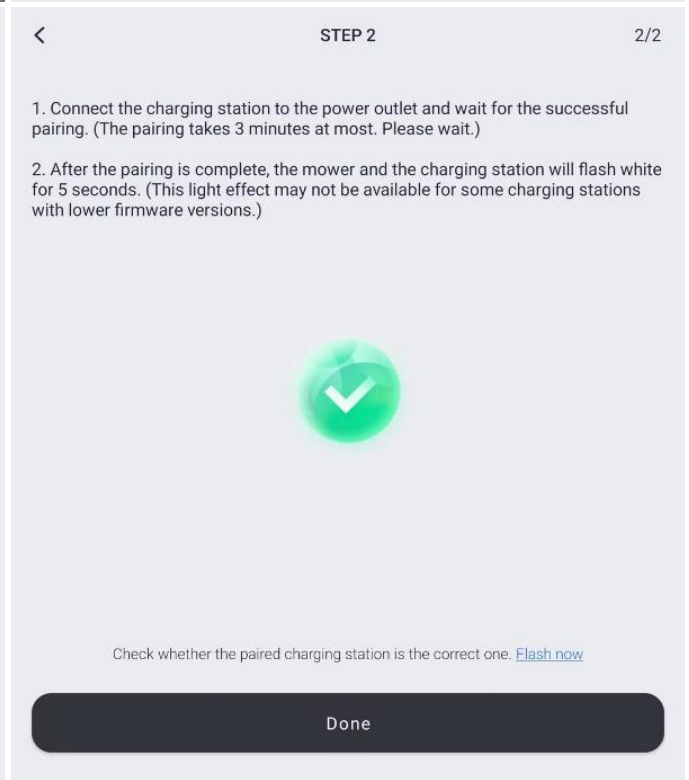 STEP 2
2/2
1. Connect the charging station to the power outlet and wait for the successful
pairing. (The pairing takes 3 minutes at most. Please wait.)
2. After the pairing is complete, the mower and the charging station will flash white
for 5 seconds. (This light effect may not be available for some charging stations
with lower firmware versions.)
Check whether the paired charging station is the correct one. Flash now
Done